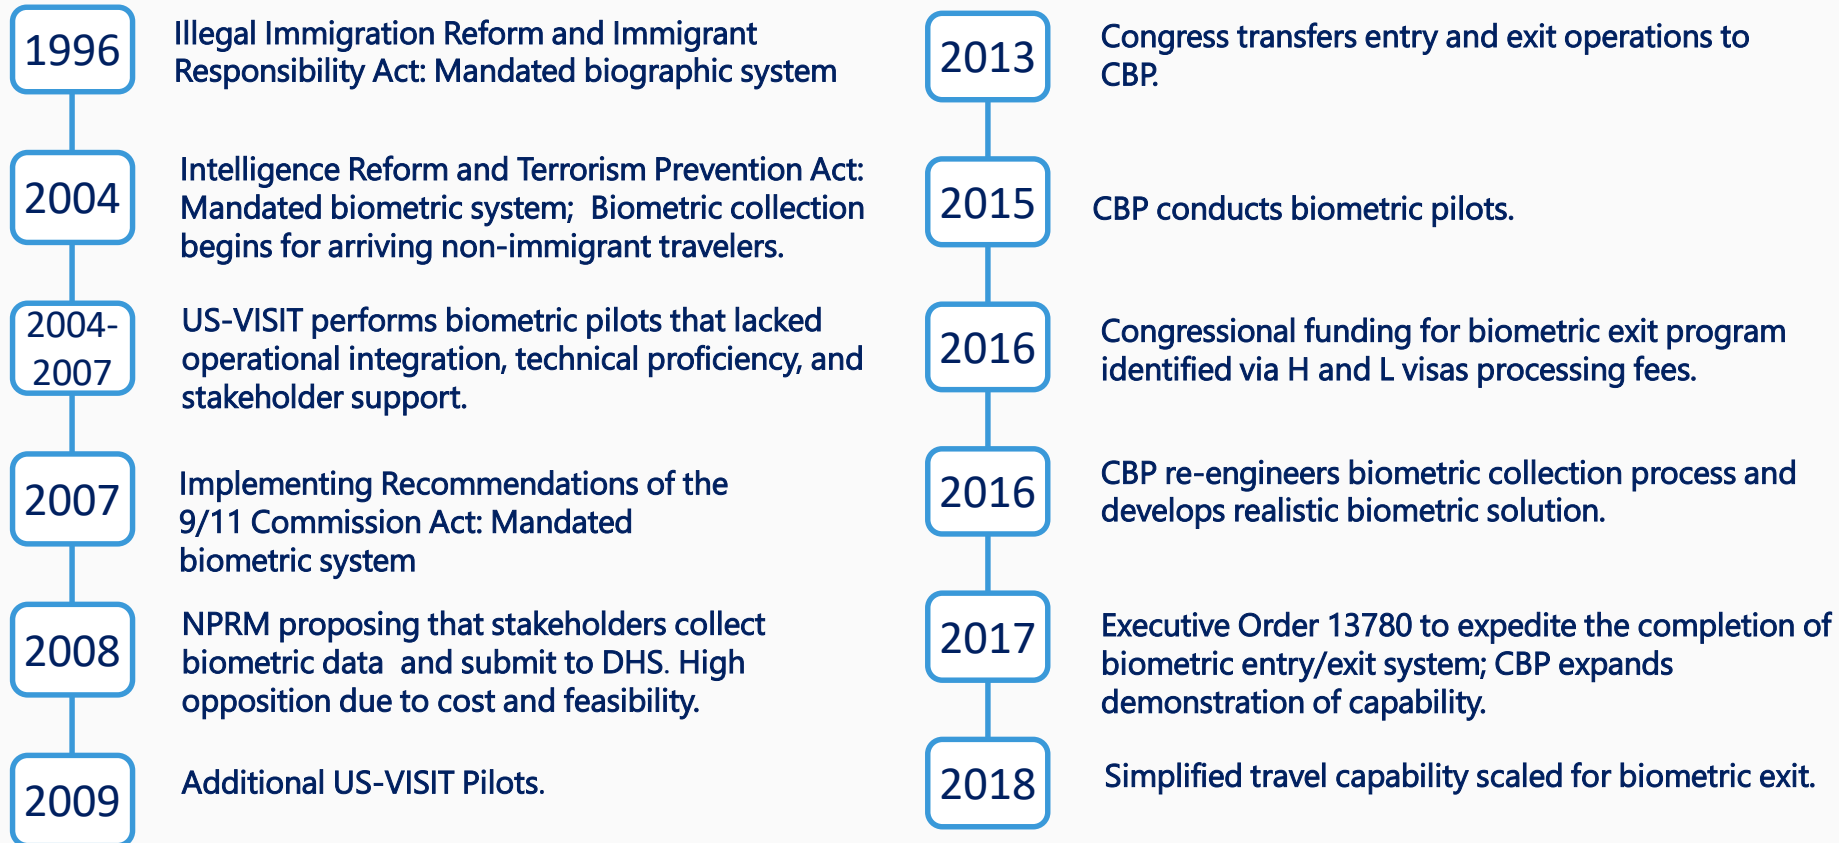 1996
Illegal Immigration Reform and Immigrant
Responsibility Act: Mandated biographic system
2004
Intelligence Reform and Terrorism Prevention Act:
Mandated biometric system;  Biometric collection
begins for arriving non-immigrant travelers.
2004-
2007
US-VISIT performs biometric pilots that lacked
operational integration, technical proficiency, and
stakeholder support.
2007
Implementing Recommendations of the
9/11 Commission Act: Mandated
biometric system
2008
NPRM proposing that stakeholders collect
biometric data  and submit to DHS. High
opposition due to cost and feasibility.
2009
Additional US-VISIT Pilots.
2013
Congress transfers entry and exit operations to
CBP.
2015
CBP conducts biometric pilots.
2016
Congressional funding for biometric exit program
identified via H and L visas processing fees.
2016
CBP re-engineers biometric collection process and
develops realistic biometric solution.
2017
Executive Order 13780 to expedite the completion of
biometric entry/exit system; CBP expands
demonstration of capability.
2018
Simplified travel capability scaled for biometric exit.